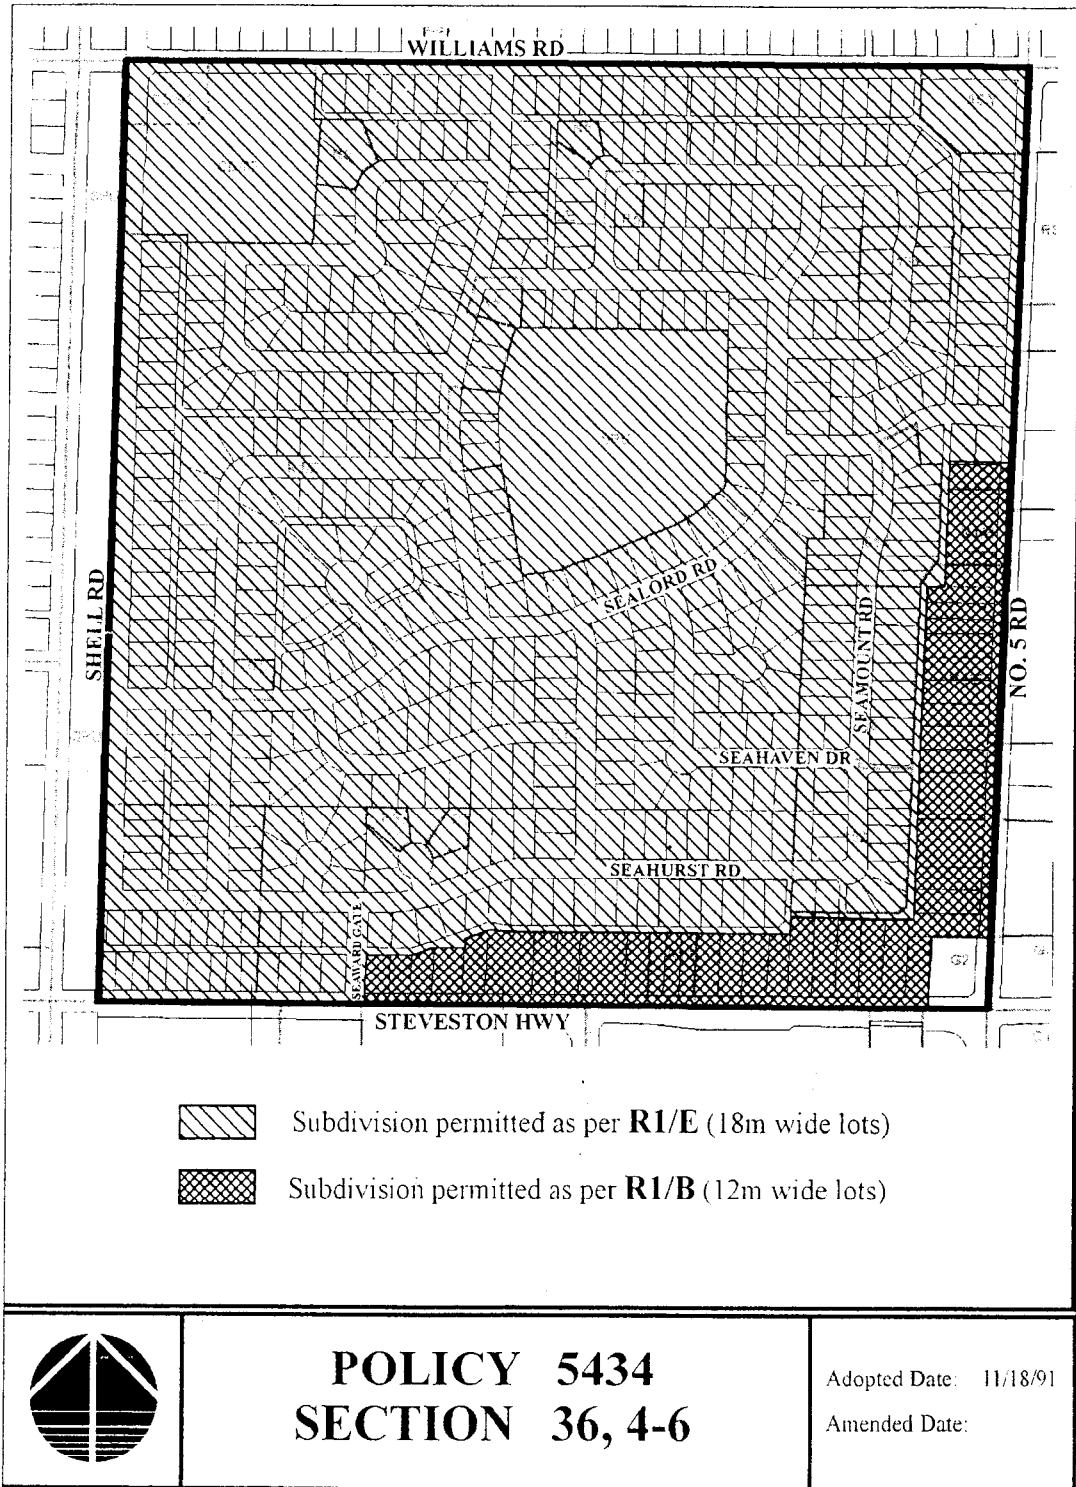 WILLIAMS RD
SHELL RD
SEALORD RD
SEAMOUNT RD
NO. 5 RD
SEAHAVEN DR
SEAHURST RD
SEAWARD GATE
G2
STEVESTON HWY
Subdivision permitted as per R1/E (18m wide lots)
Subdivision permitted as per R1/B (12m wide lots)
POLICY 5434
SECTION 36, 4-6
Adopted Date: 11/18/91
Amended Date: